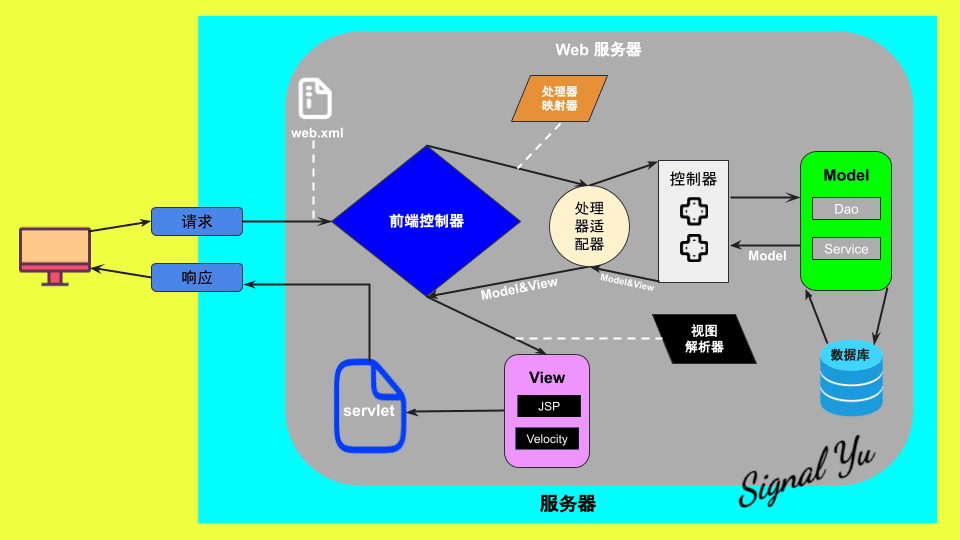 Web 服务器
处理器
映射器
web.xml
请求
前端控制器
处理
器适
配器
控制器
Model
Dao
Service
Model
响应
Model&View
Model&View
视图
解析器
数据库
View
JSP
Velocity
servlet
Signal Yu
服务器